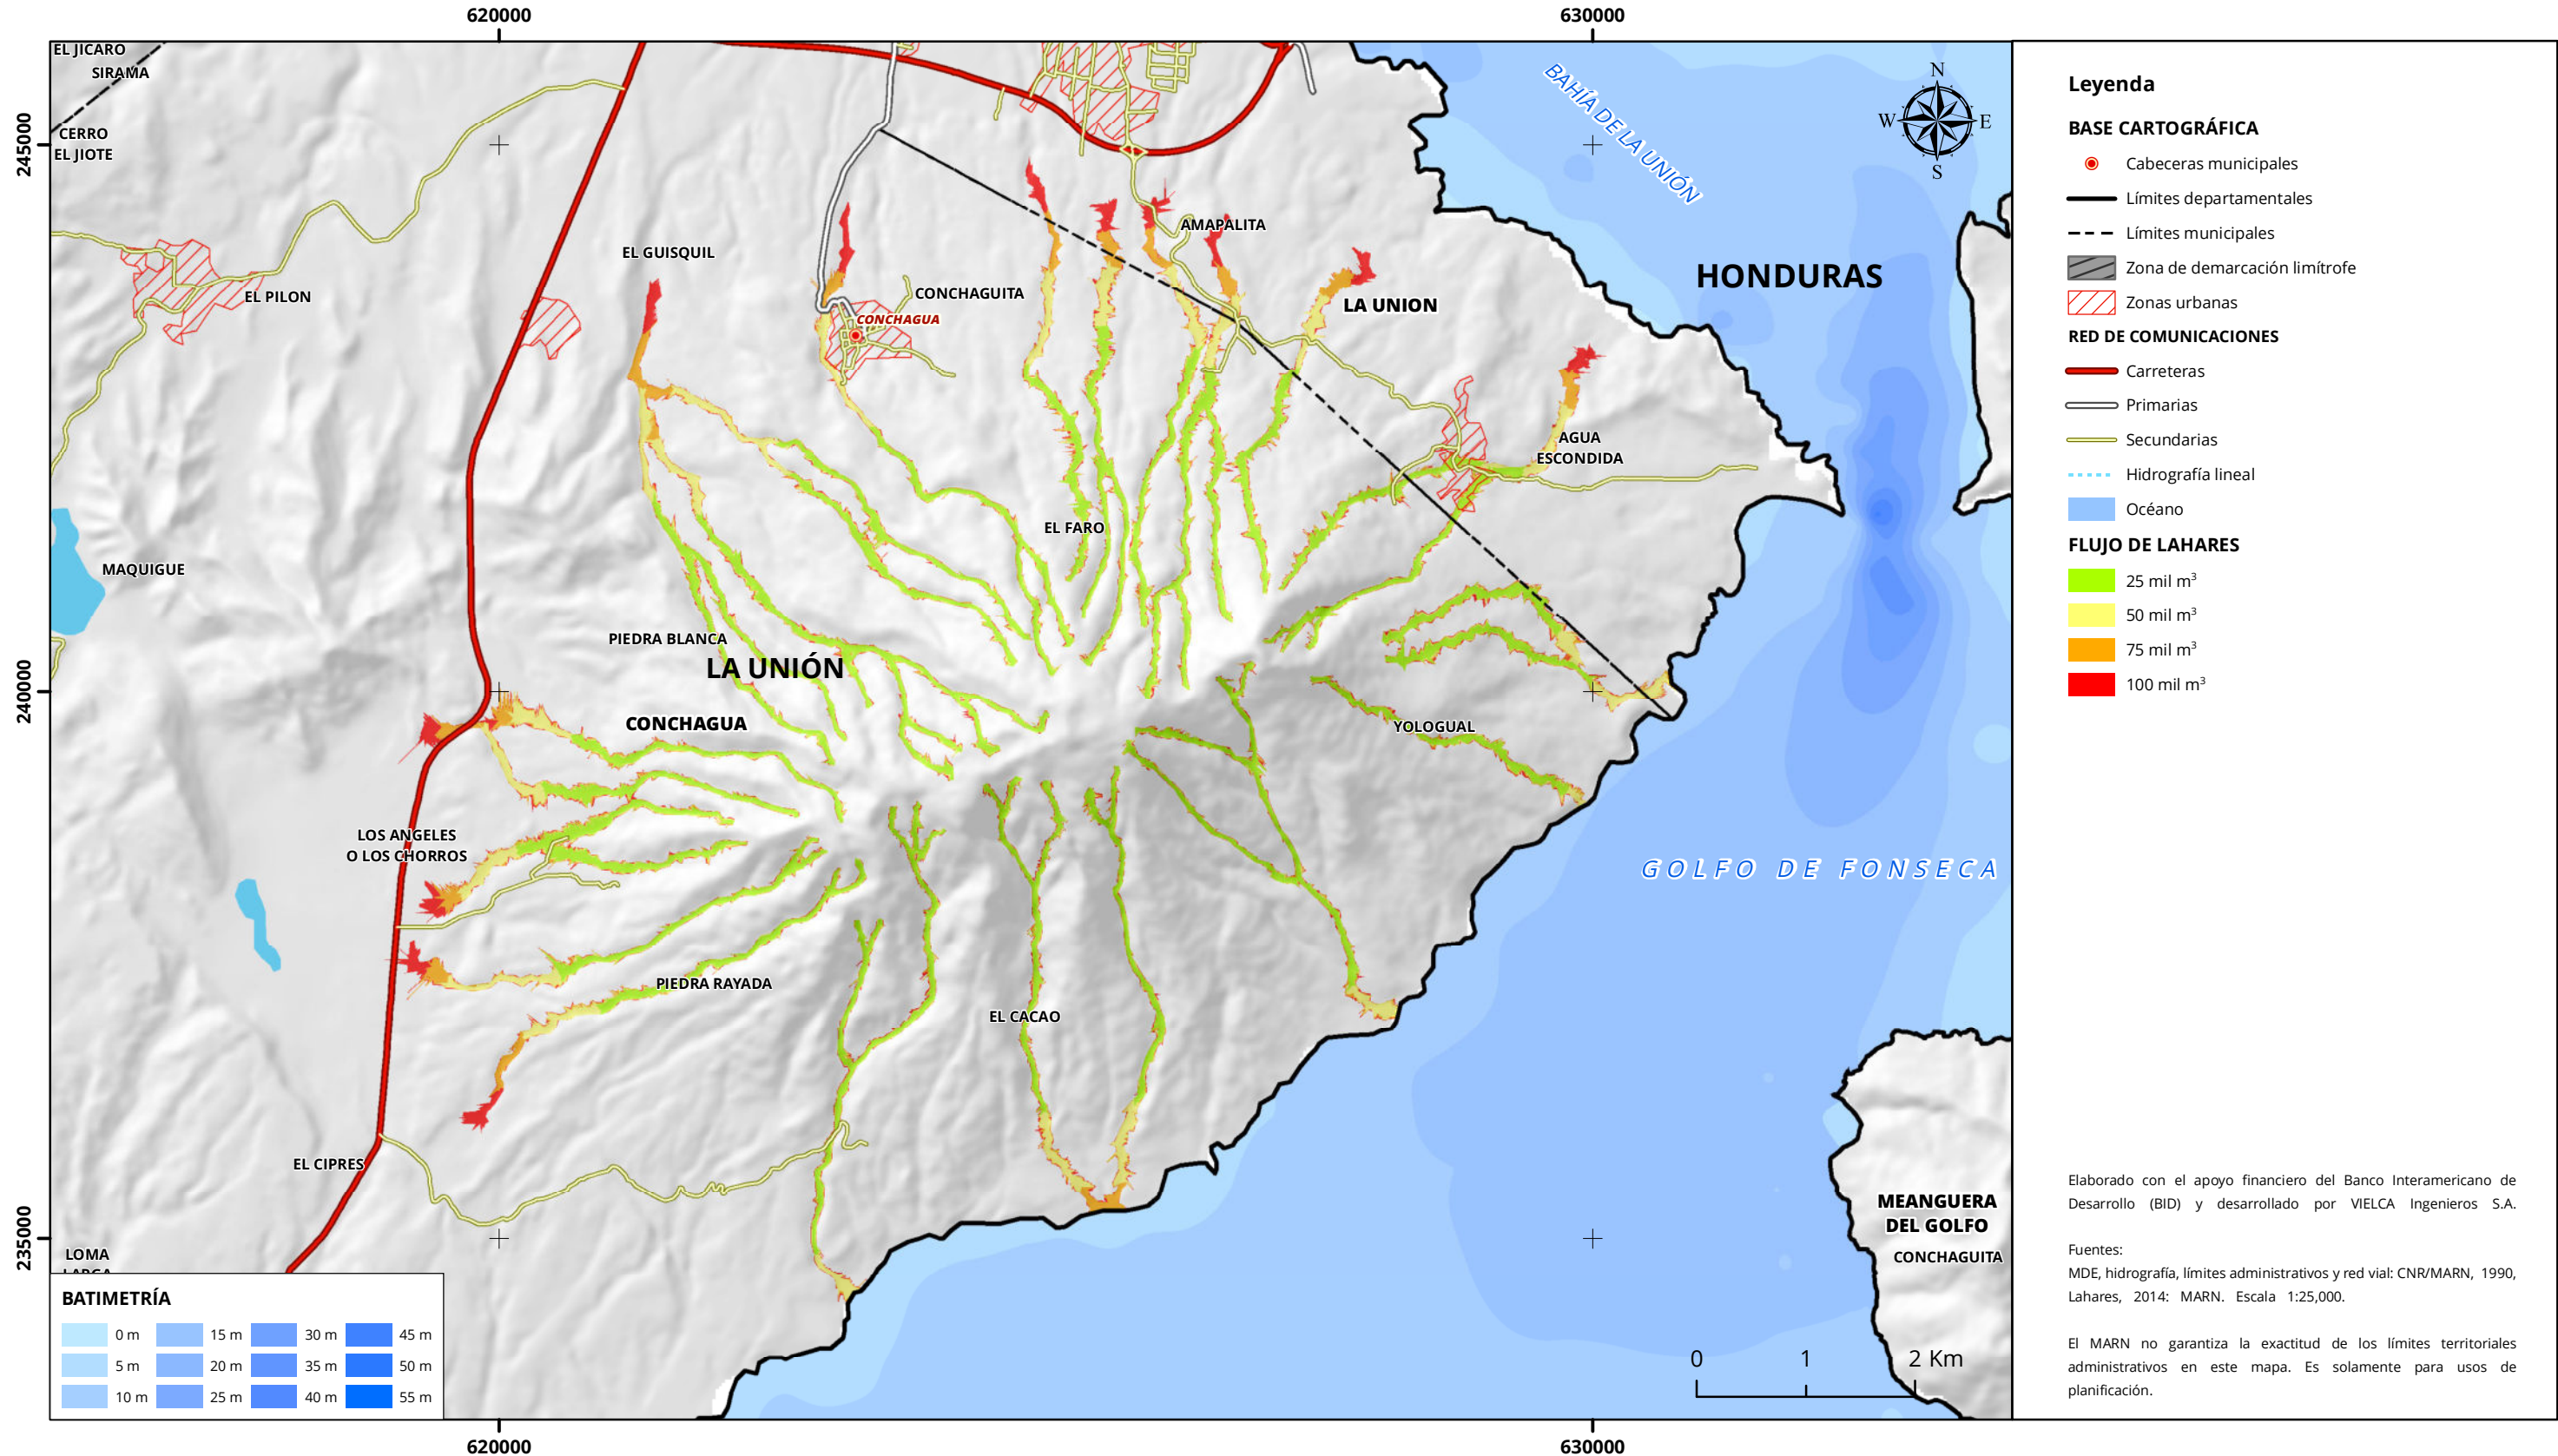 620000
630000
EL JICARO
SIRAMA
CERRO
EL JIOTE
245000
240000
235000
EL PILON
EL GUISQUIL
CONCHAGUITA
CONCHAGUA
AMAPALITA
LA UNION
BAHÍA DE LA UNIÓN
HONDURAS
N
W
E
S
AGUA
ESCONDIDA
EL FARO
MAQUIGUE
PIEDRA BLANCA
LA UNIÓN
CONCHAGUA
YOLOGUAL
LOS ANGELES
O LOS CHORROS
GOLFO DE FONSECA
PIEDRA RAYADA
EL CACAO
EL CIPRES
MEANGUERA
DEL GOLFO
CONCHAGUITA
LOMA
LARGA
BATIMETRÍA
0 m
15 m
30 m
45 m
5 m
20 m
35 m
50 m
10 m
25 m
40 m
55 m
0
1
2 Km
620000
630000
Leyenda
BASE CARTOGRÁFICA
Cabeceras municipales
Límites departamentales
Límites municipales
Zona de demarcación limítrofe
Zonas urbanas
RED DE COMUNICACIONES
Carreteras
Primarias
Secundarias
Hidrografía lineal
Océano
FLUJO DE LAHARES
25 mil m³
50 mil m³
75 mil m³
100 mil m³
Elaborado con el apoyo financiero del Banco Interamericano de
Desarrollo (BID) y desarrollado por VIELCA Ingenieros S.A.
Fuentes:
MDE, hidrografía, límites administrativos y red vial: CNR/MARN, 1990,
Lahares, 2014: MARN. Escala 1:25,000.
El MARN no garantiza la exactitud de los límites territoriales
administrativos en este mapa. Es solamente para usos de
planificación.